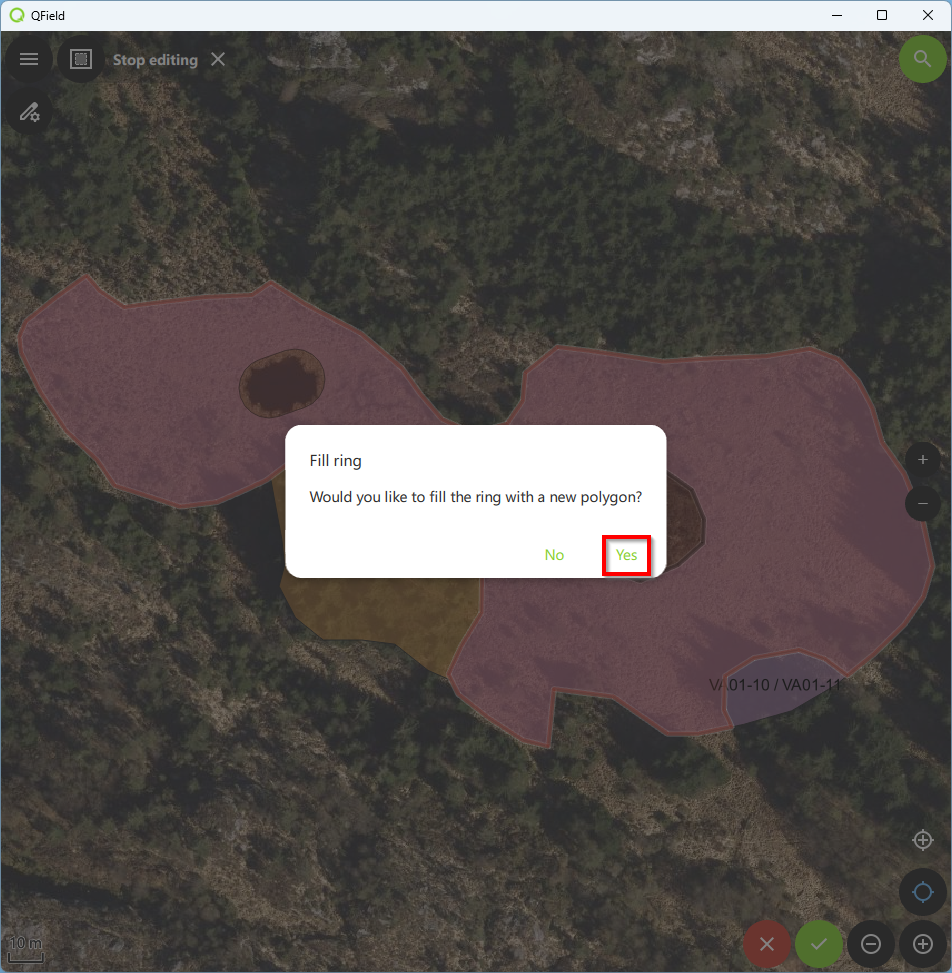 QField
Stop editing
Fill ring
Would you like to fill the ring with a new polygon?
No
Yes
VA01-10 / VA01-11
10 m